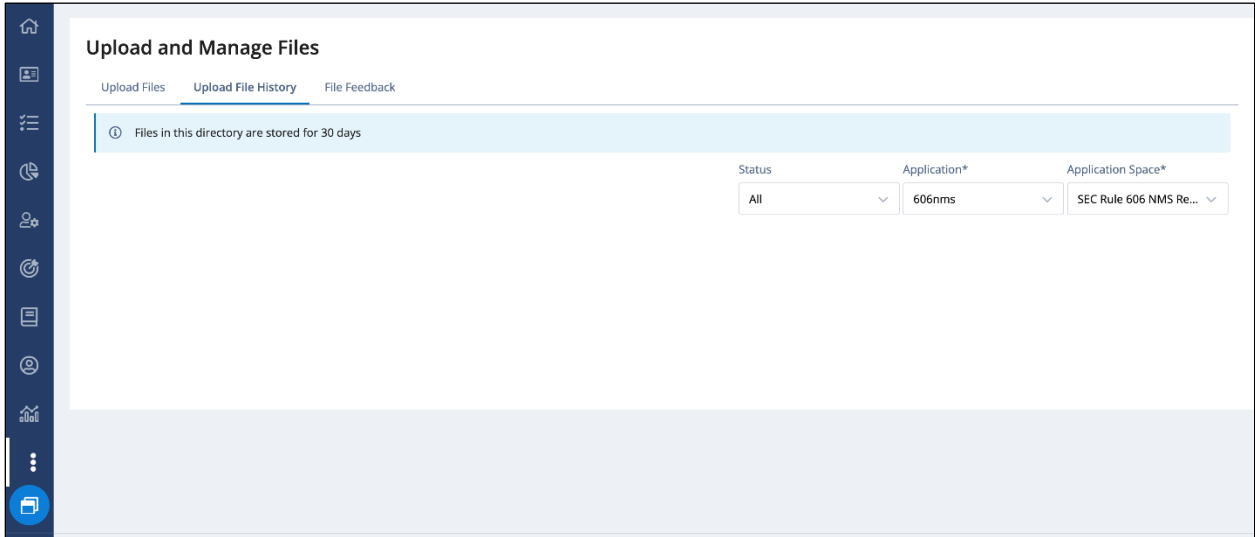 Upload and Manage Files
Upload Files Upload File History File Feedback
Files in this directory are stored for 30 days
Status Application* Application Space*
All 606nms SEC Rule 606 NMS Re...